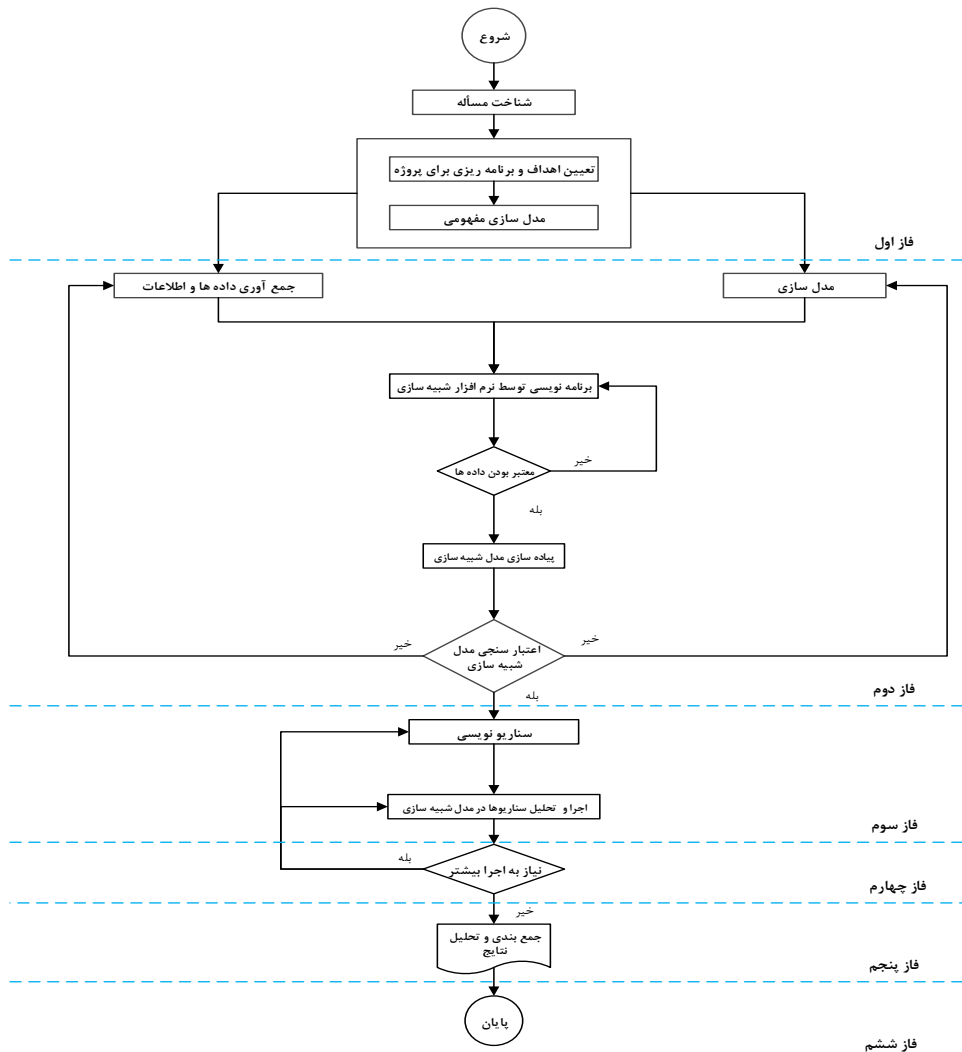 شروع
شناخت مسأله
تعیین اهداف و برنامه ریزی برای پروژه
مدل سازی مفهومی
فاز اول
مدل سازی
جمع آوری داده ها و اطلاعات
برنامه نویسی توسط نرم افزار شبیه سازی
خیر
معتبر بودن داده ها
بله
پیاده سازی مدل شبیه سازی
خیر
اعتبار سنجی مدل
شبیه سازی
خیر
بله
فاز دوم
سناریو نویسی
اجرا و تحلیل سناریوها در مدل شبیه سازی
فاز سوم
نیاز به اجرا بیشتر
بله
فاز چهارم
خیر
جمع بندی و تحلیل
نتایج
فاز پنجم
پایان
فاز ششم